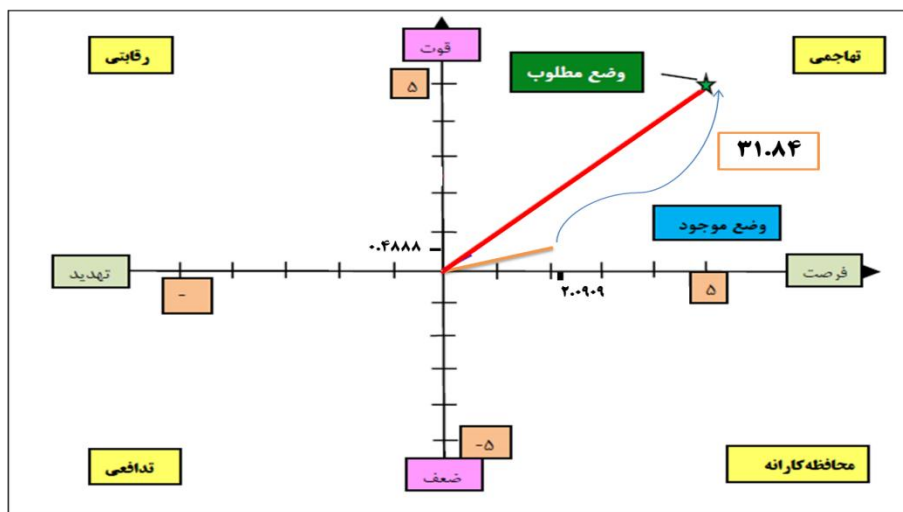 رقابتی
قوت
تهاجمی
وضع مطلوب
۵
۳۱.۸۴
وضع موجود
۰.۴۸۸۸
تهدید
فرصت
-
۲.۰۹۰۹
۵
-۵
تدافعی
ضعف
محافظه‌کارانه